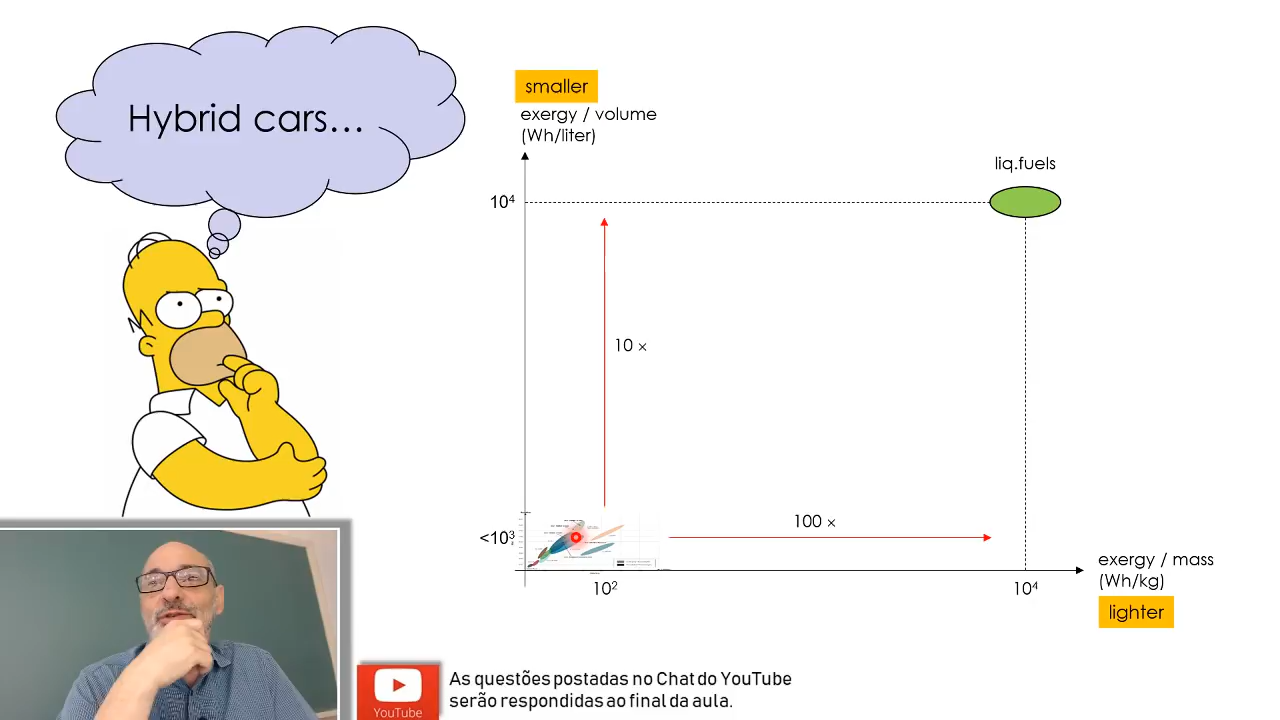 Hybrid cars...
smaller
exergy / volume
(Wh/liter)
liq.fuels
10⁴
10 ×
100 ×
<10³
10²
10⁴
exergy / mass
(Wh/kg)
lighter
YouTube
As questões postadas no Chat do YouTube
serão respondidas ao final da aula.